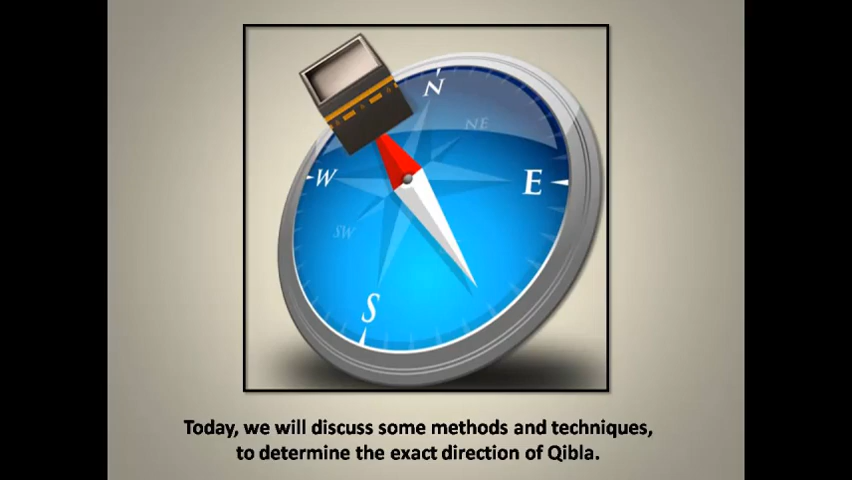 N
NE
W
E
SW
S
Today, we will discuss some methods and techniques,
to determine the exact direction of Qibla.